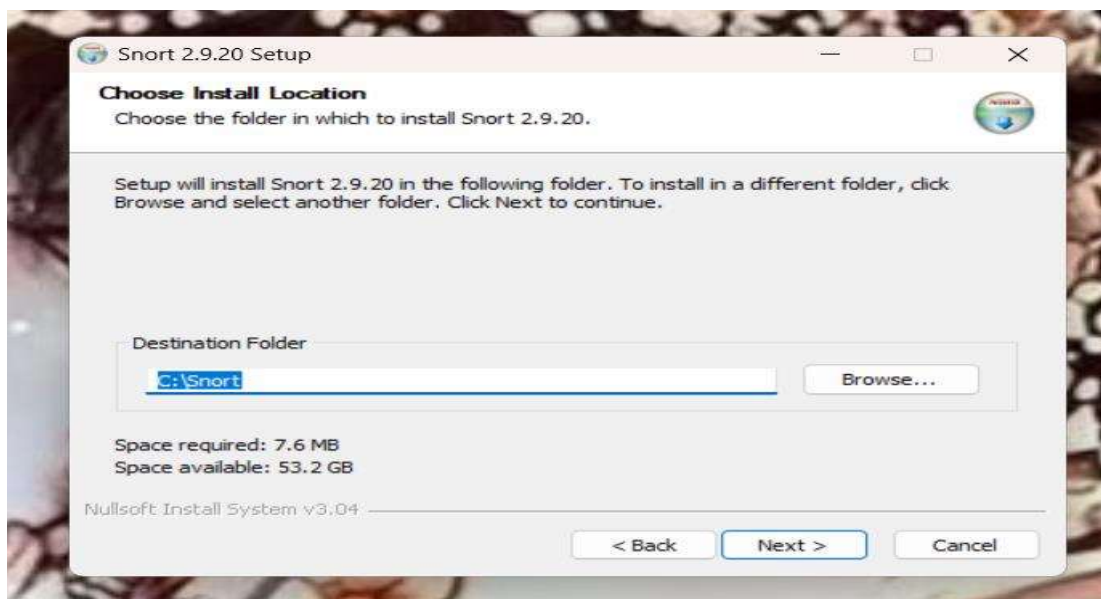 Snort 2.9.20 Setup
Choose Install Location
Choose the folder in which to install Snort 2.9.20.
Setup will install Snort 2.9.20 in the following folder. To install in a different folder, click
Browse and select another folder. Click Next to continue.
Destination Folder
C:\Snort
Browse...
Space required: 7.6 MB
Space available: 53.2 GB
Nullsoft Install System v3.04
< Back
Next >
Cancel